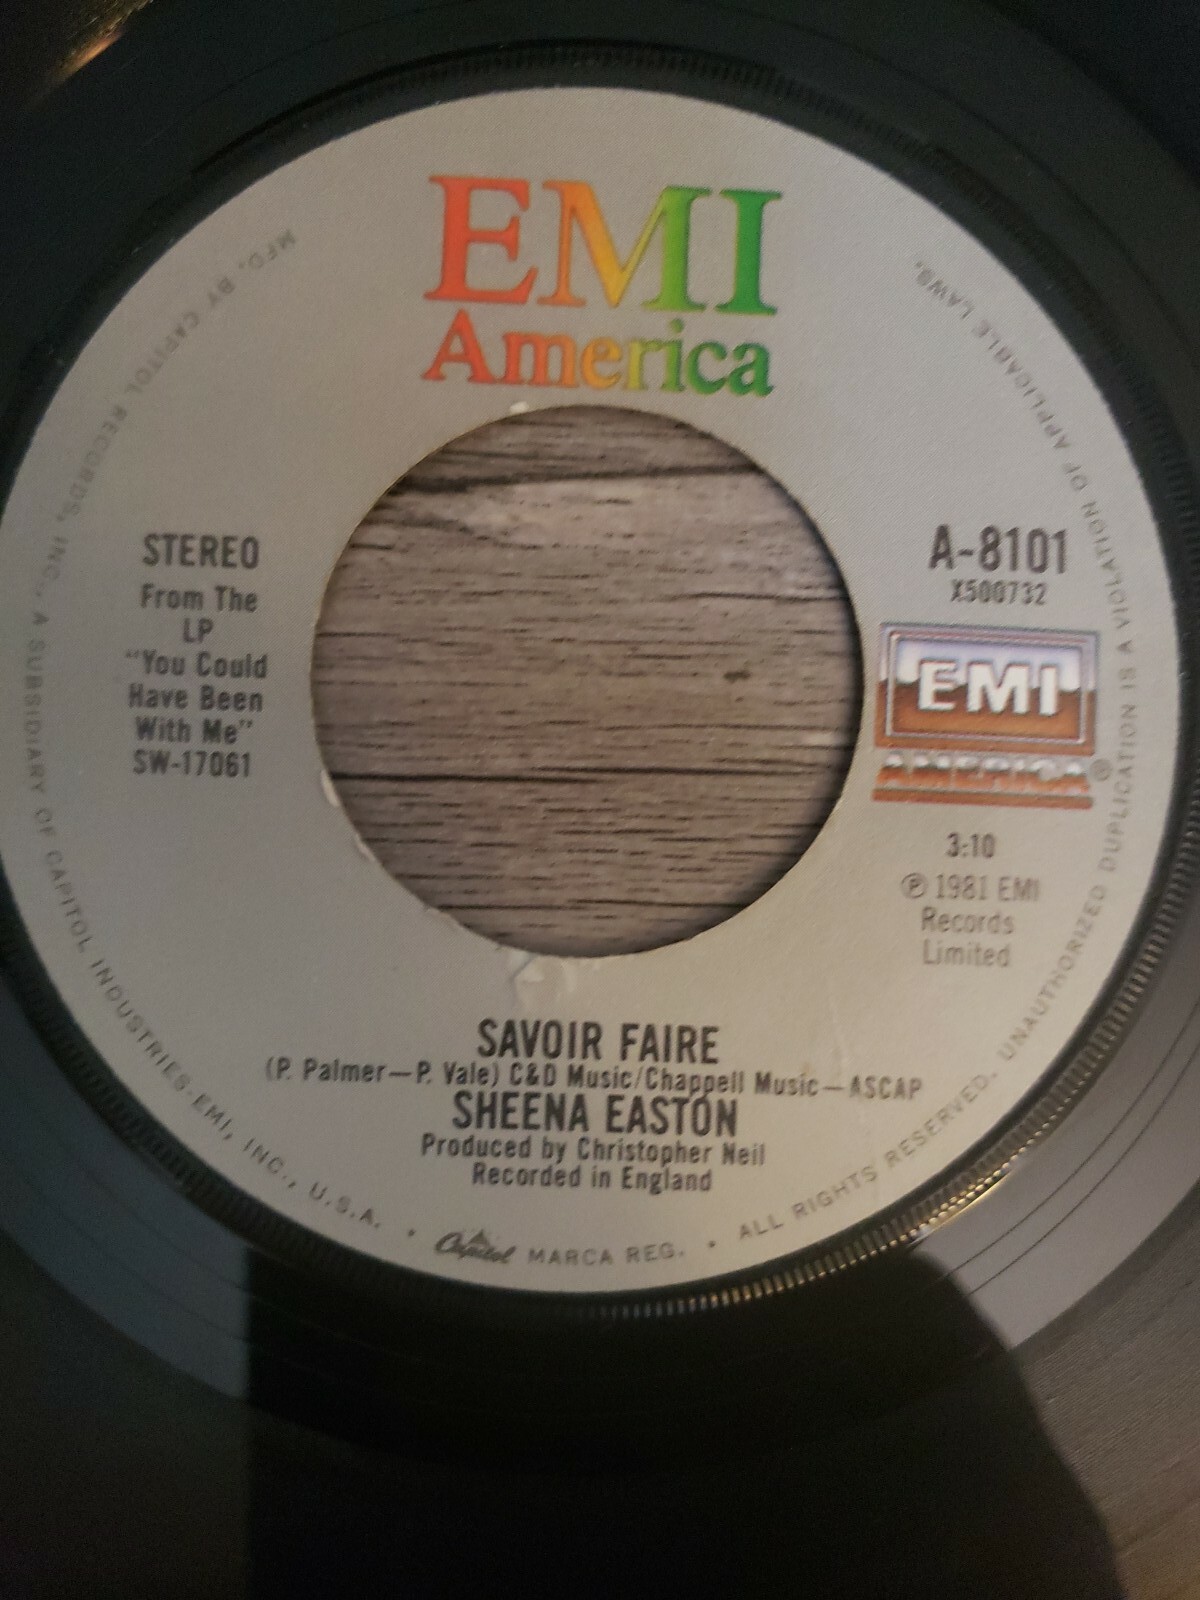 EMI
America
STEREO
From The
LP
"You Could
Have Been
With Me"
SW-17061
A-8101
X500732
EMI
AMERICA®
3:10
℗ 1981 EMI
Records
Limited
SAVOIR FAIRE
(P. Palmer—P. Vale) C&D Music/Chappell Music—ASCAP
SHEENA EASTON
Produced by Christopher Neil
Recorded in England
MFD. BY CAPITOL RECORDS, INC., A SUBSIDIARY OF CAPITOL INDUSTRIES-EMI, INC., U.S.A. • Capitol MARCA REG. • ALL RIGHTS RESERVED. UNAUTHORIZED DUPLICATION IS A VIOLATION OF APPLICABLE LAWS.